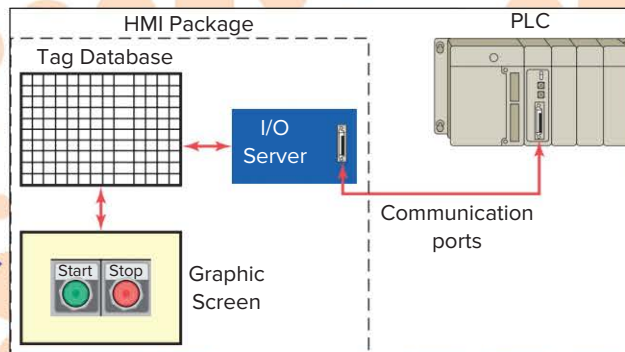 HMI Package
PLC
Tag Database
I/O
Server
Communication
ports
Start Stop
Graphic
Screen